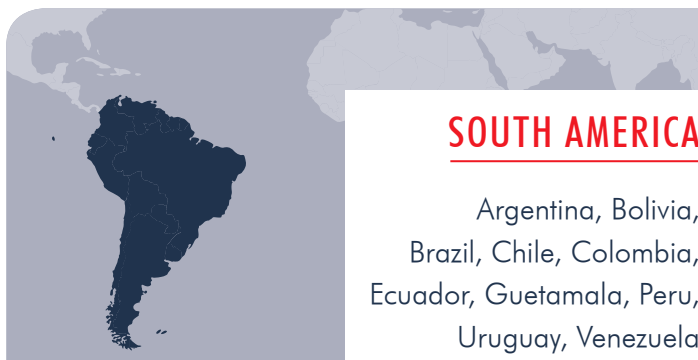 SOUTH AMERICA
Argentina, Bolivia,
Brazil, Chile, Colombia,
Ecuador, Guetamala, Peru,
Uruguay, Venezuela